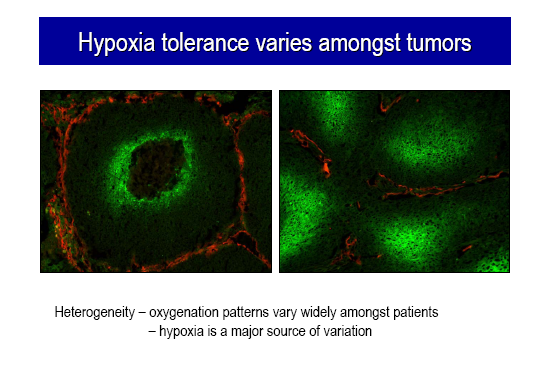 Hypoxia tolerance varies amongst tumors
Heterogeneity – oxygenation patterns vary widely amongst patients
– hypoxia is a major source of variation